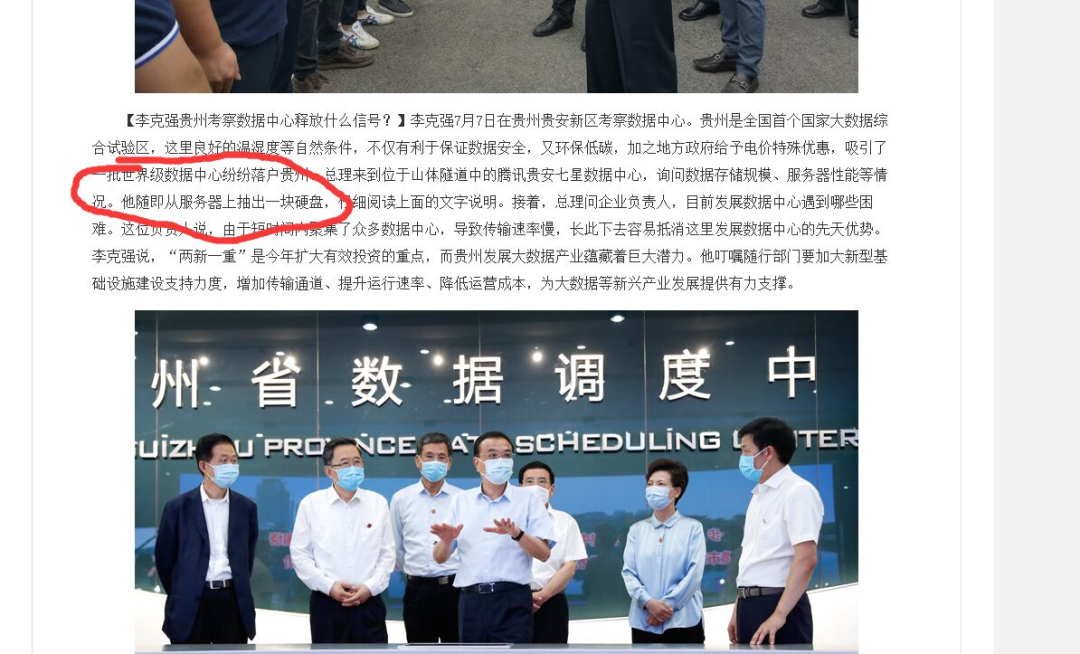 【李克强贵州考察数据中心释放什么信号？】李克强7月7日在贵州贵安新区考察数据中心。贵州是全国首个国家大数据综
合试验区，这里良好的温湿度等自然条件，不仅有利于保证数据安全，又环保低碳，加之地方政府给予电价特殊优惠，吸引了
一批世界级数据中心纷纷落户贵州。总理来到位于山体隧道中的腾讯贵安七星数据中心，询问数据存储规模、服务器性能等情
况。他随即从服务器上抽出一块硬盘，仔细阅读上面的文字说明。接着，总理问企业负责人，目前发展数据中心遇到哪些困
难。这位负责人说，由于短时间内聚集了众多数据中心，导致传输速率慢，长此下去容易抵消这里发展数据中心的先天优势。
李克强说，“两新一重”是今年扩大有效投资的重点，而贵州发展大数据产业蕴藏着巨大潜力。他叮嘱随行部门要加大新型基
础设施建设支持力度，增加传输通道、提升运行速率、降低运营成本，为大数据等新兴产业发展提供有力支撑。
州省数据调度中
GUIZHOU PROVINCE DATA SCHEDULING CENTER